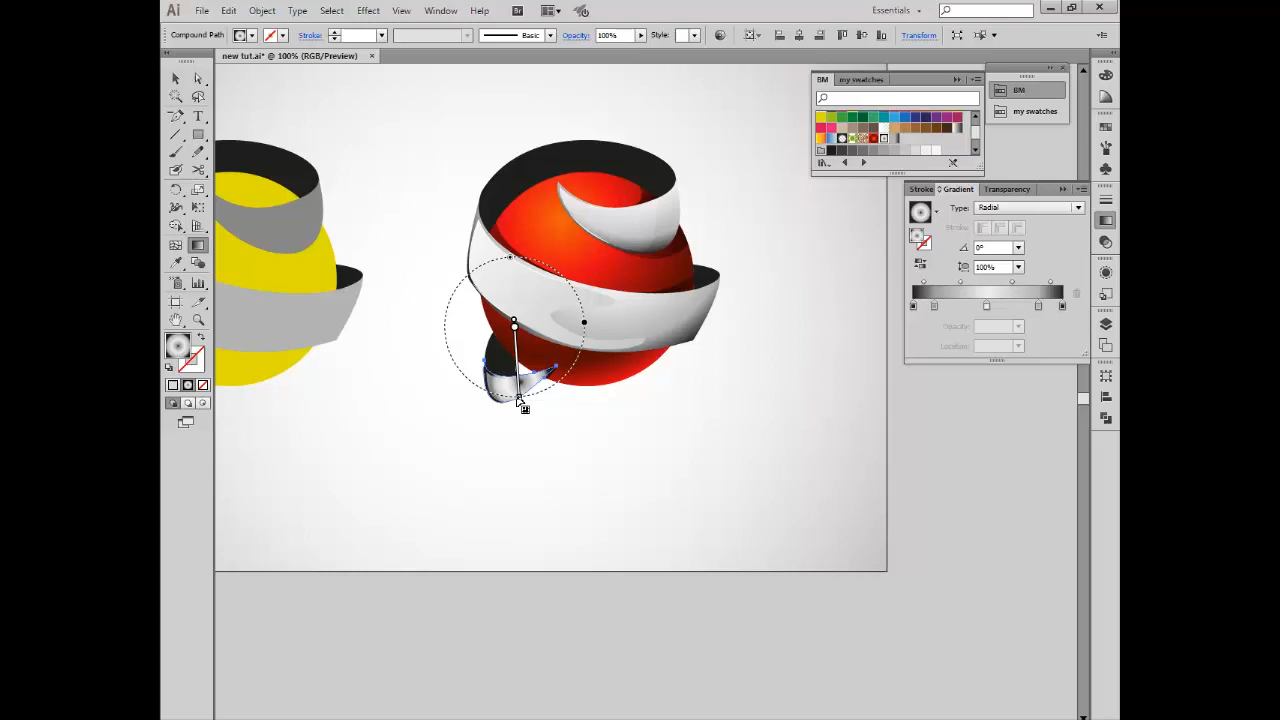 Ai File Edit Object Type Select Effect View Window Help Br Essentials
Compound Path Stroke: Basic Opacity: 100% Style: Transform
new tut.ai* @ 100% (RGB/Preview) ×
BM my swatches
BM
my swatches
Stroke Gradient Transparency
Type: Radial
Stroke:
0°
100%
Opacity:
Location: